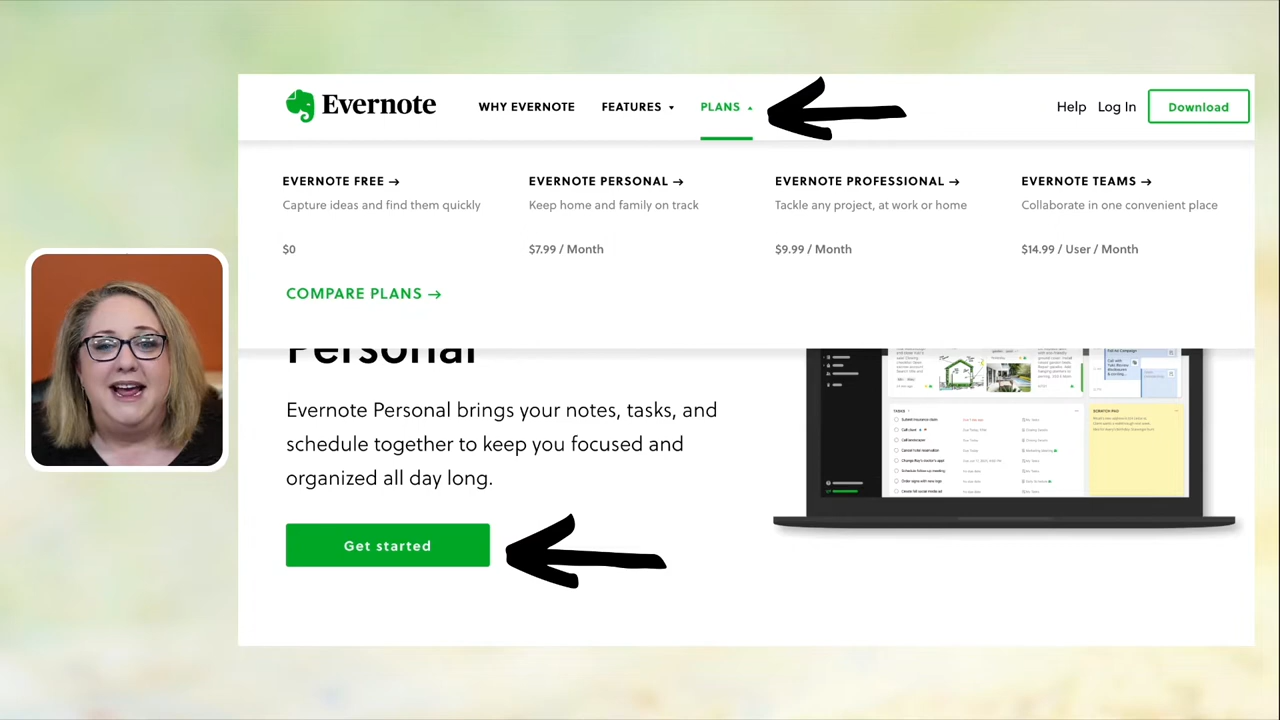 Evernote
WHY EVERNOTE
FEATURES
PLANS
Help
Log In
Download
EVERNOTE FREE →
Capture ideas and find them quickly
$0
EVERNOTE PERSONAL →
Keep home and family on track
$7.99 / Month
EVERNOTE PROFESSIONAL →
Tackle any project, at work or home
$9.99 / Month
EVERNOTE TEAMS →
Collaborate in one convenient place
$14.99 / User / Month
COMPARE PLANS →
Personal
Evernote Personal brings your notes, tasks, and
schedule together to keep you focused and
organized all day long.
Get started
TASKS
SCRATCH PAD